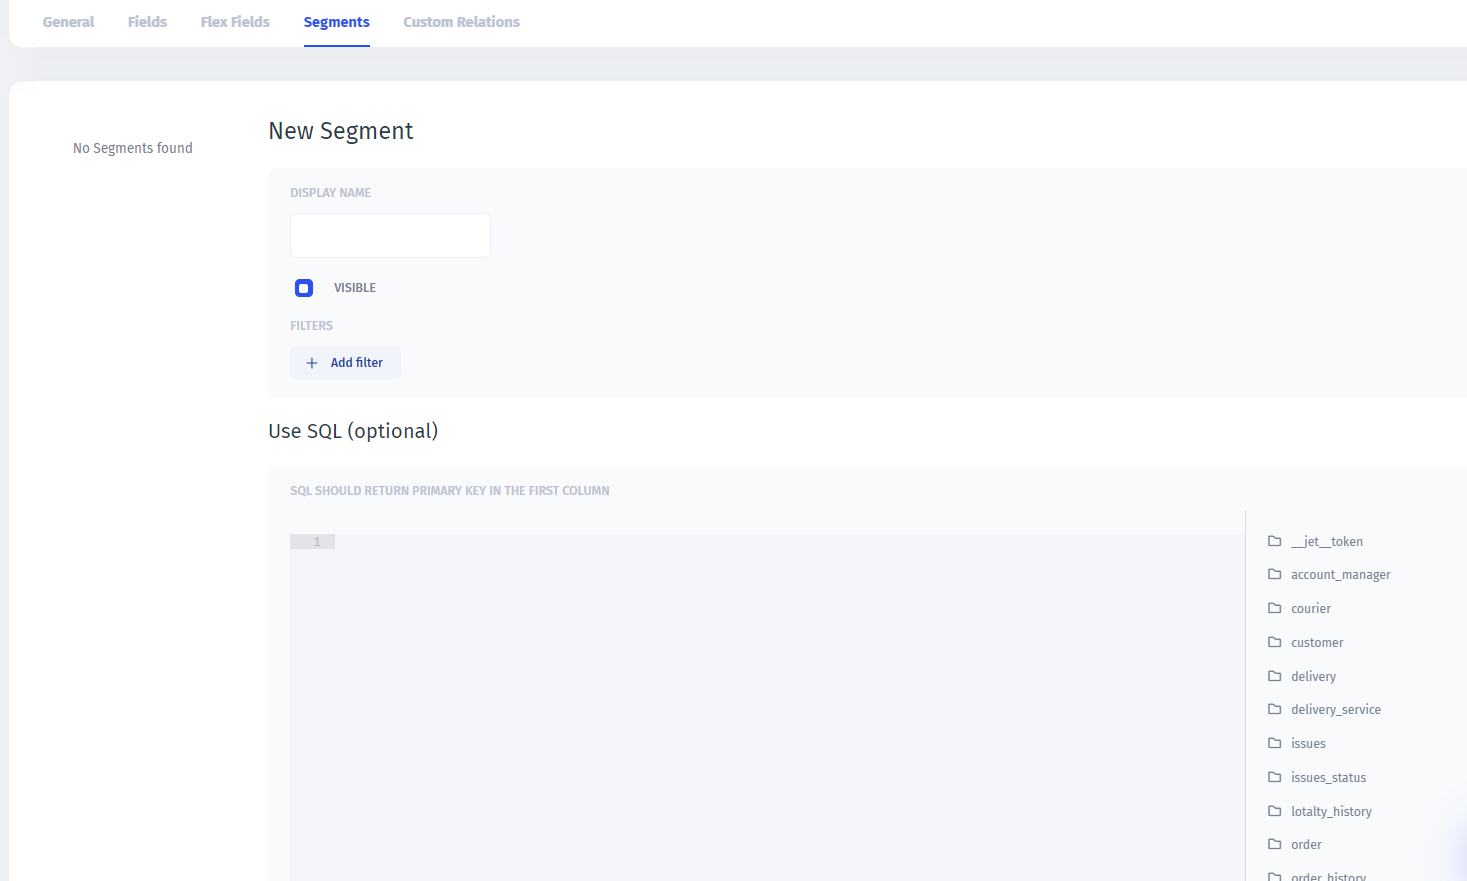 General Fields Flex Fields Segments Custom Relations
No Segments found
New Segment
DISPLAY NAME
VISIBLE
FILTERS
Add filter
Use SQL (optional)
SQL SHOULD RETURN PRIMARY KEY IN THE FIRST COLUMN
1
__jet__token
account_manager
courier
customer
delivery
delivery_service
issues
issues_status
lotalty_history
order
order_history